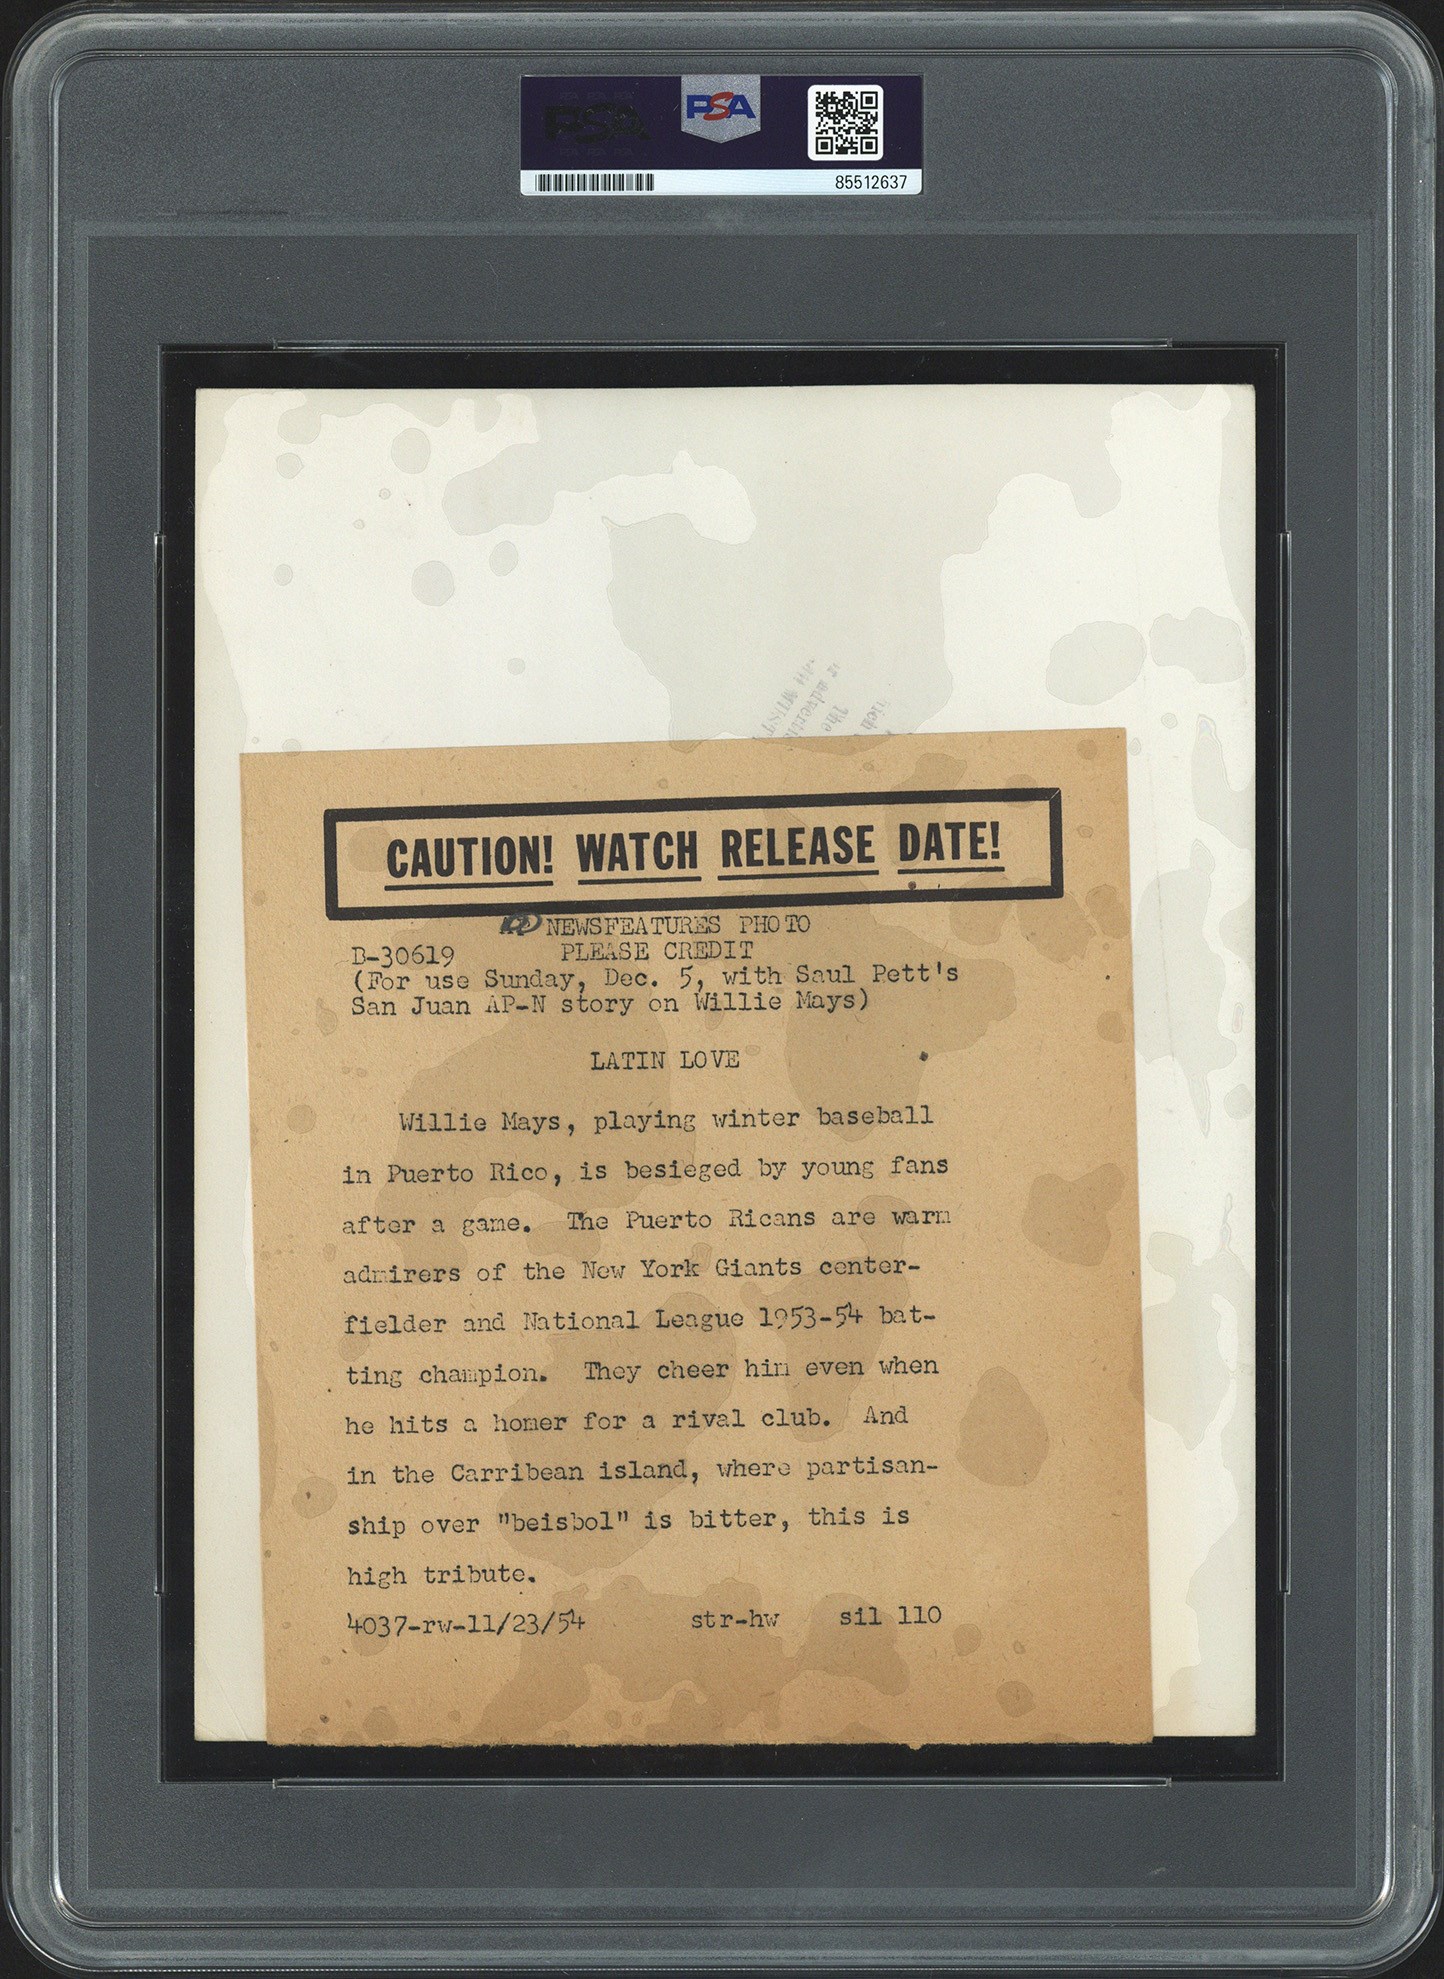 PSA
85512637
CAUTION! WATCH RELEASE DATE!
NEWSFEATURES PHOTO
B-30619 PLEASE CREDIT
(For use Sunday, Dec. 5, with Saul Pett's
San Juan AP-N story on Willie Mays)
LATIN LOVE
Willie Mays, playing winter baseball
in Puerto Rico, is besieged by young fans
after a game. The Puerto Ricans are warm
admirers of the New York Giants center-
fielder and National League 1953-54 bat-
ting champion. They cheer him even when
he hits a homer for a rival club. And
in the Carribean island, where partisan-
ship over "beisbol" is bitter, this is
high tribute.
4037-rw-11/23/54 str-hw sil 110